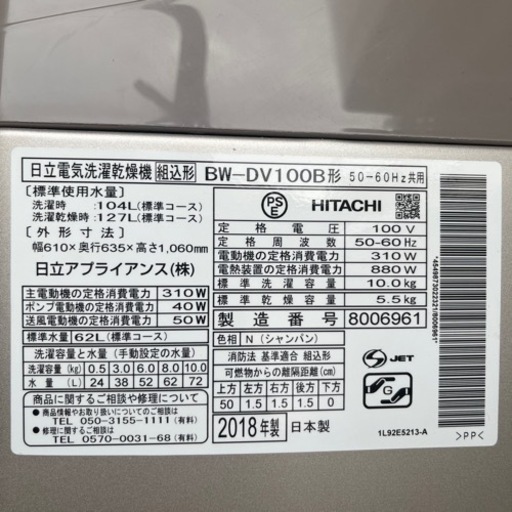 日立電気洗濯乾燥機 組込形 BW-DV100B形 50-60Hz共用
〔標準使用水量〕
洗濯時:104L(標準コース)
洗濯乾燥時:127L(標準コース)
〔外形寸法〕
幅610×奥行635×高さ1,060mm
日立アプライアンス(株)
主電動機の定格消費電力 310W
ポンプ電動機の定格消費電力 40W
送風電動機の定格消費電力 50W
標準水量:62L(標準コース)
洗濯容量と水量(手動設定の水量)
洗濯容量(kg) 0.5 3.0 6.0 8.0 10.0
水量(L) 24 38 52 62 72
商品に関するご相談や修理について
●商品情報やお取り扱いについてのご相談は
TEL 050-3155-1111(有料)
●修理に関するご相談は
TEL 0570-0031-68(有料)
PS
E
HITACHI
定格電圧 100V
定格周波数 50-60Hz
電動機の定格消費電力 310W
電熱装置の定格消費電力 880W
標準洗濯容量 10.0kg
標準乾燥容量 5.5kg
製造番号 8006961
色相 N(シャンパン)
消防法 基準適合 組込形
可燃物からの離隔距離(cm)
上方 左方 右方 後方 下方
50 1.5 1.5 1.5 0
2018年製 日本製
S JET
G
1L92E5213-A
>PP<